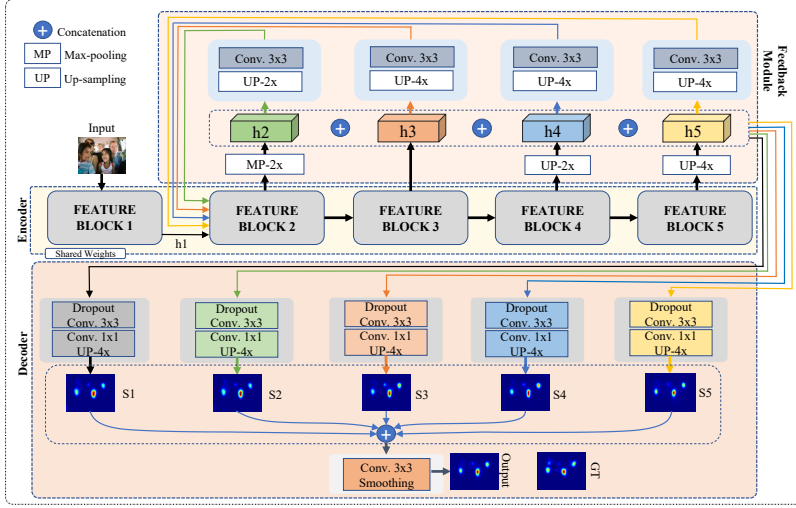 Concatenation
MP Max-pooling
UP Up-sampling
Conv. 3x3 Conv. 3x3 Conv. 3x3 Conv. 3x3
UP-2x UP-4x UP-4x UP-4x
Feedback
Module
Input
h2 h3 h4 h5
MP-2x UP-2x UP-4x
Encoder
FEATURE
BLOCK 1
FEATURE
BLOCK 2
FEATURE
BLOCK 3
FEATURE
BLOCK 4
FEATURE
BLOCK 5
h1
Shared Weights
Decoder
Dropout
Conv. 3x3
Conv. 1x1
UP-4x
Dropout
Conv. 3x3
Conv. 1x1
UP-4x
Dropout
Conv. 3x3
Conv. 1x1
UP-4x
Dropout
Conv. 3x3
Conv. 1x1
UP-4x
Dropout
Conv. 3x3
Conv. 1x1
UP-4x
S1 S2 S3 S4 S5
Conv. 3x3
Smoothing
Output
GT